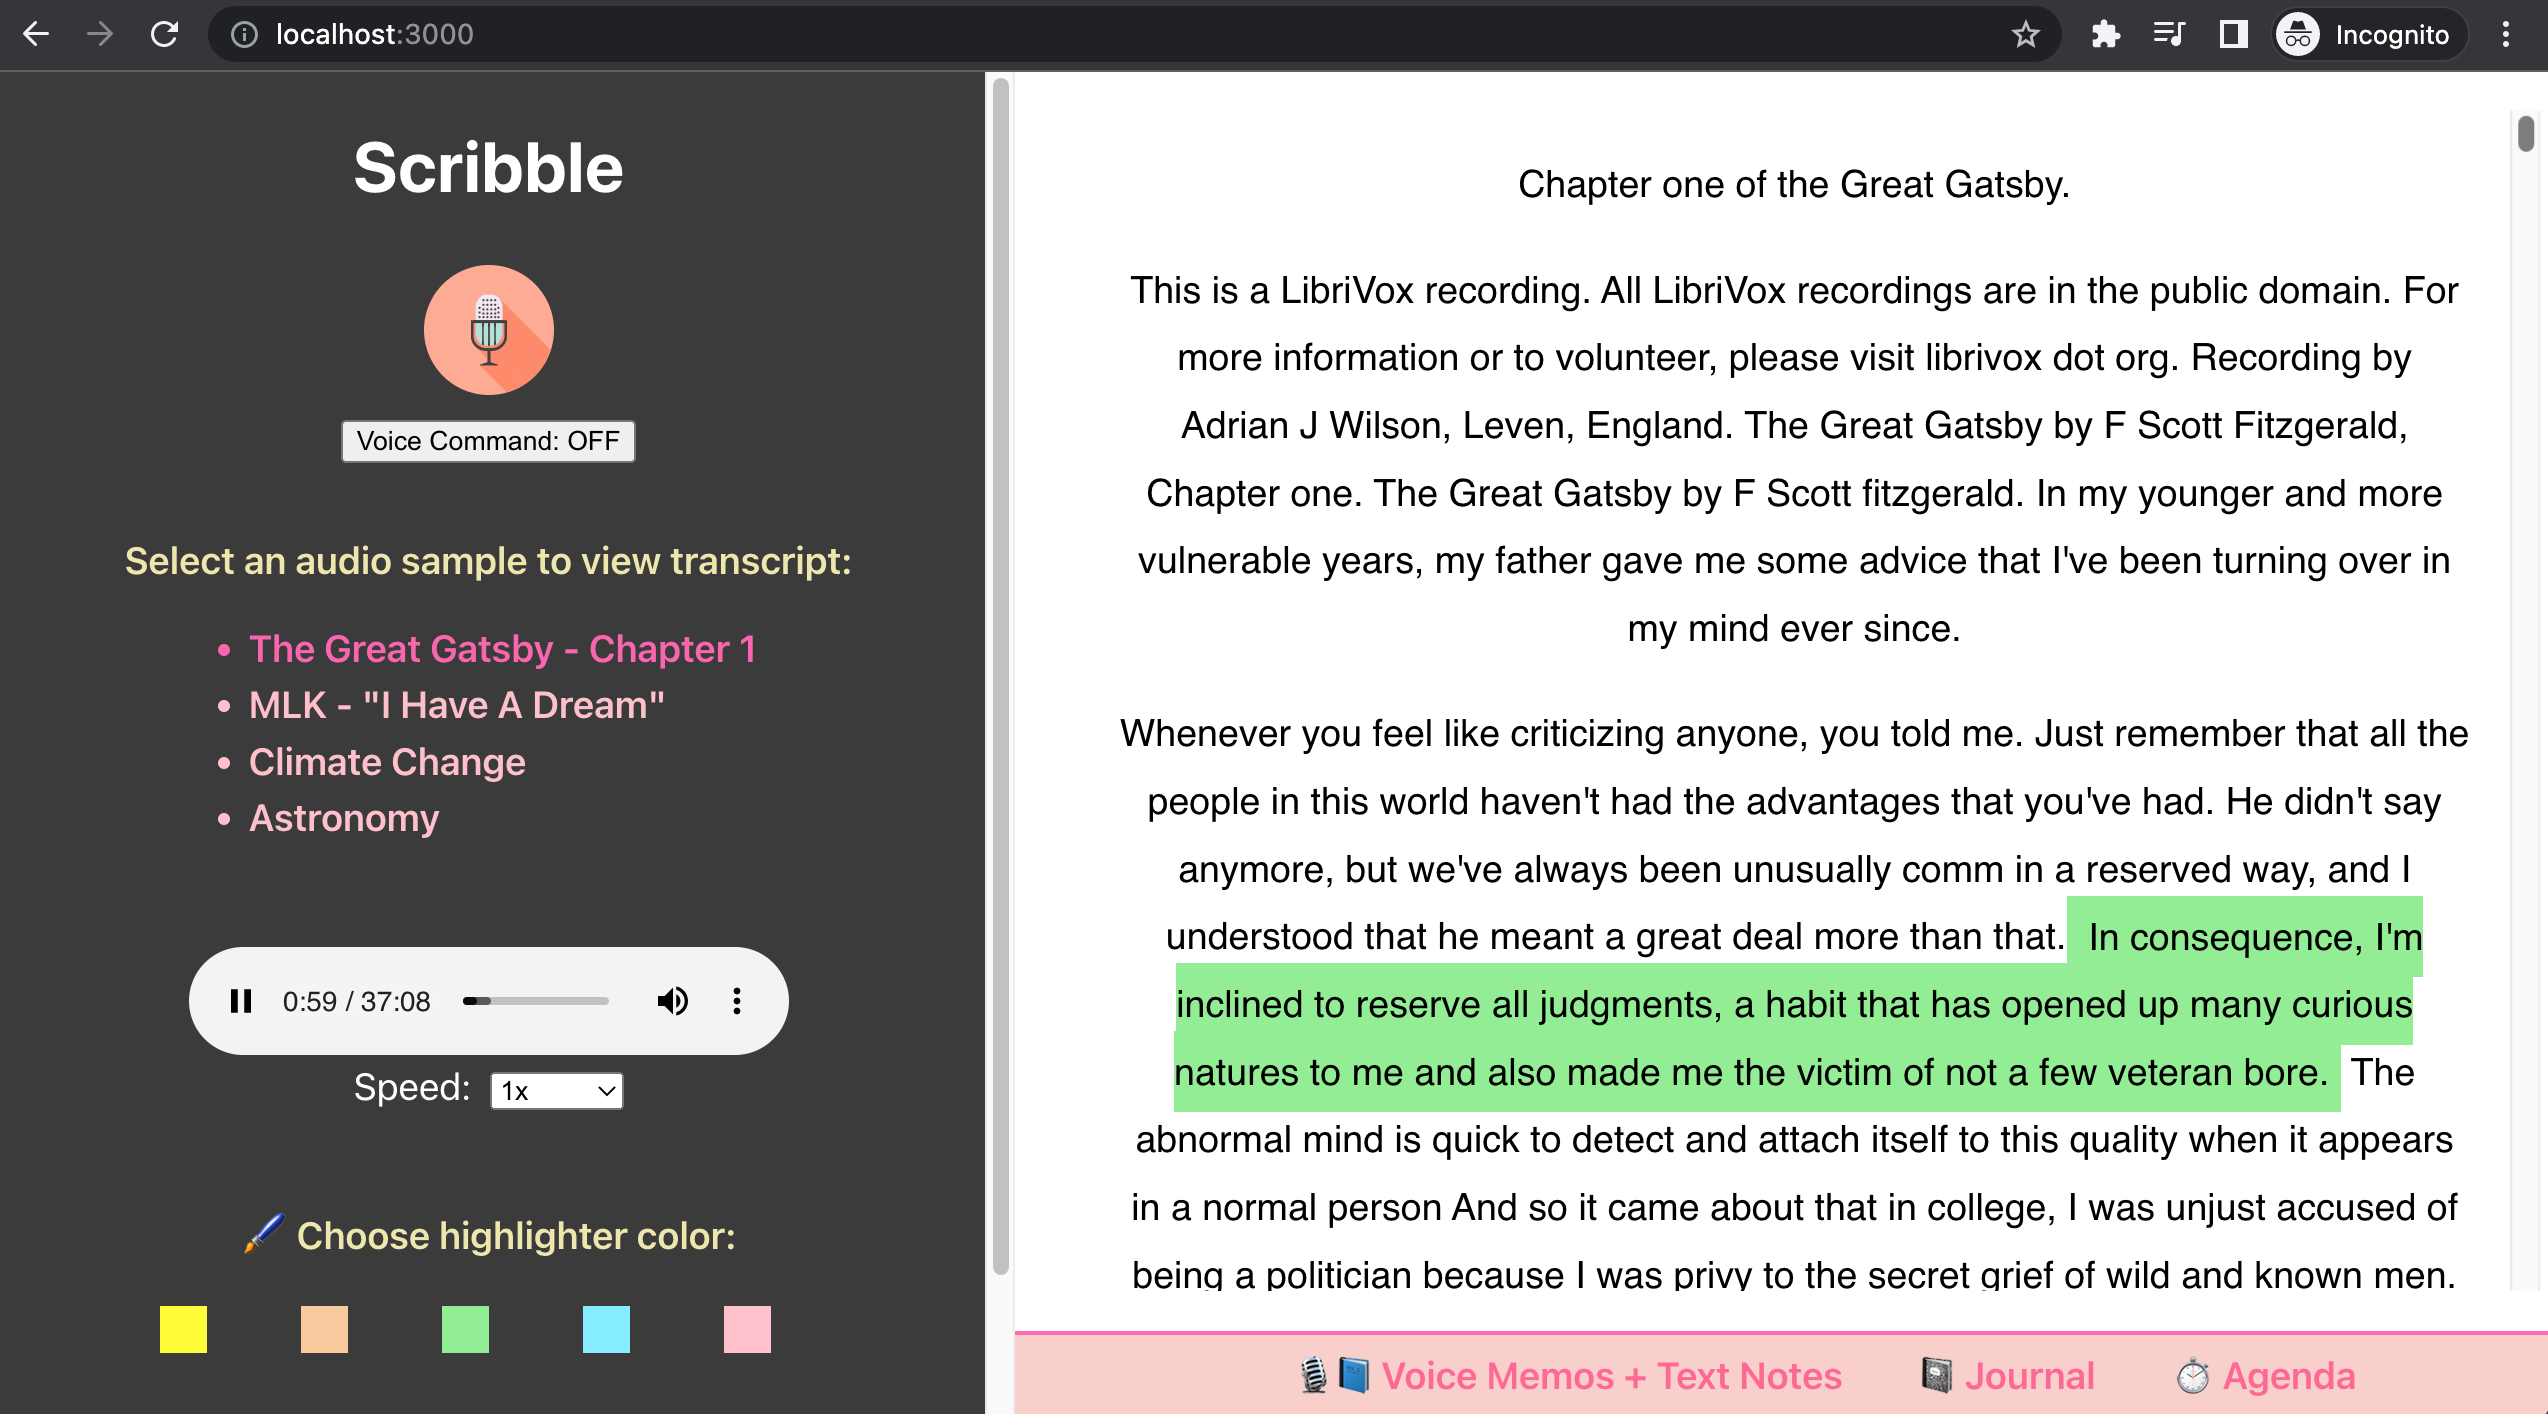 localhost:3000
Incognito
Scribble
Voice Command: OFF
Select an audio sample to view transcript:
• The Great Gatsby - Chapter 1
• MLK - "I Have A Dream"
• Climate Change
• Astronomy
0:59 / 37:08
Speed: 1x
Choose highlighter color:
Chapter one of the Great Gatsby.
This is a LibriVox recording. All LibriVox recordings are in the public domain. For
more information or to volunteer, please visit librivox dot org. Recording by
Adrian J Wilson, Leven, England. The Great Gatsby by F Scott Fitzgerald,
Chapter one. The Great Gatsby by F Scott fitzgerald. In my younger and more
vulnerable years, my father gave me some advice that I've been turning over in
my mind ever since.
Whenever you feel like criticizing anyone, you told me. Just remember that all the
people in this world haven't had the advantages that you've had. He didn't say
anymore, but we've always been unusually comm in a reserved way, and I
understood that he meant a great deal more than that. In consequence, I'm
inclined to reserve all judgments, a habit that has opened up many curious
natures to me and also made me the victim of not a few veteran bore. The
abnormal mind is quick to detect and attach itself to this quality when it appears
in a normal person And so it came about that in college, I was unjust accused of
being a politician because I was privy to the secret grief of wild and known men.
Voice Memos + Text Notes
Journal
Agenda